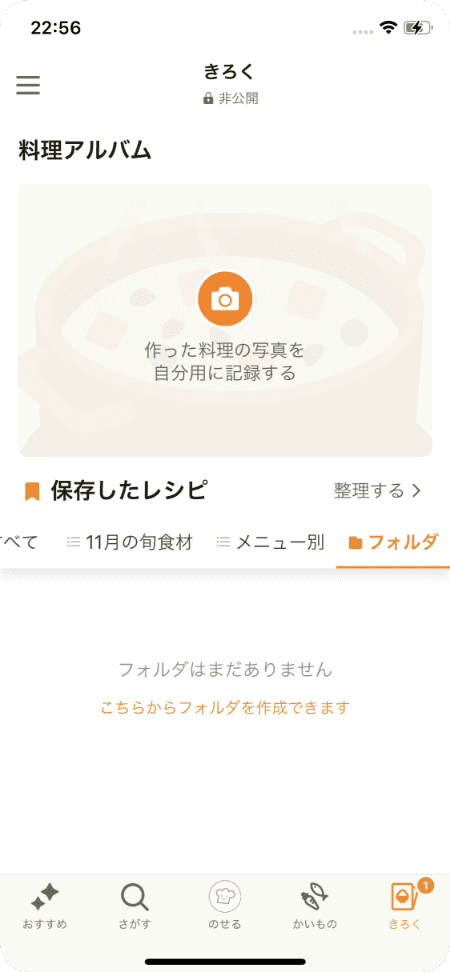 22:56
きろく
非公開
料理アルバム
作った料理の写真を
自分用に記録する
保存したレシピ
整理する
べて
11月の旬食材
メニュー別
フォルダ
フォルダはまだありません
こちらからフォルダを作成できます
1
おすすめ
さがす
のせる
かいもの
きろく